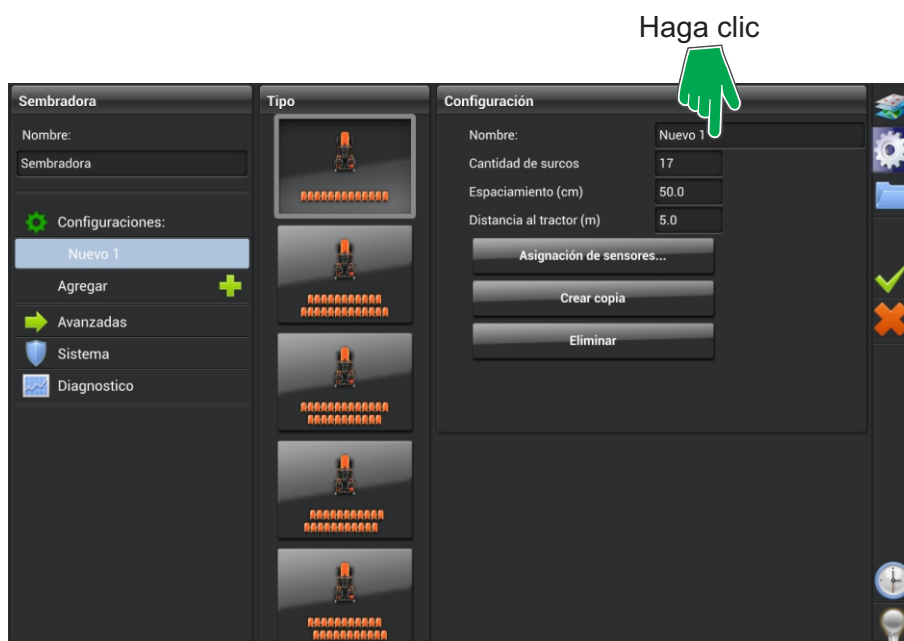 Haga clic
Sembradora
Nombre:
Sembradora
Configuraciones:
Nuevo 1
Agregar
Avanzadas
Sistema
Diagnostico
Tipo
Configuración
Nombre:
Nuevo 1
Cantidad de surcos
17
Espaciamiento (cm)
50.0
Distancia al tractor (m)
5.0
Asignación de sensores...
Crear copia
Eliminar